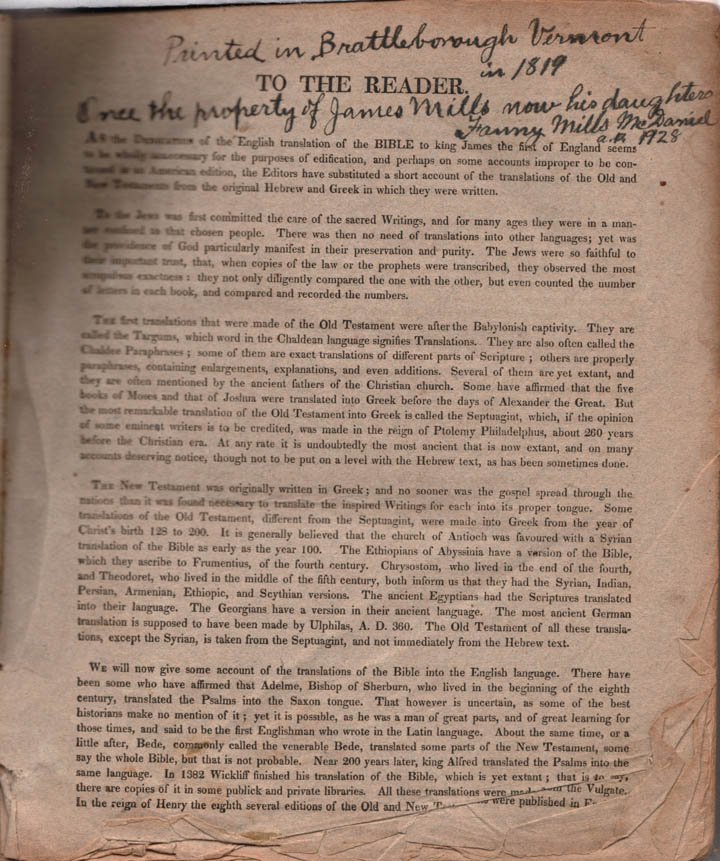 Printed in Brattleborough Vermont
in 1819
TO THE READER.
Once the property of James Mills now his daughters
Fanny Mills McDaniel
a.d. 1928
As the Dedication of the English translation of the BIBLE to king James the first of England seems
to be wholly unnecessary for the purposes of edification, and perhaps on some accounts improper to be con-
tinued in an American edition, the Editors have substituted a short account of the translations of the Old and
New Testaments from the original Hebrew and Greek in which they were written.
To the Jews was first committed the care of the sacred Writings, and for many ages they were in a man-
ner confined to that chosen people. There was then no need of translations into other languages; yet was
the providence of God particularly manifest in their preservation and purity. The Jews were so faithful to
their important trust, that, when copies of the law or the prophets were transcribed, they observed the most
scrupulous exactness: they not only diligently compared the one with the other, but even counted the number
of letters in each book, and compared and recorded the numbers.
The first translations that were made of the Old Testament were after the Babylonish captivity. They are
called the Targums, which word in the Chaldean language signifies Translations. They are also often called the
Chaldee Paraphrases; some of them are exact translations of different parts of Scripture; others are properly
paraphrases, containing enlargements, explanations, and even additions. Several of them are yet extant, and
they are often mentioned by the ancient fathers of the Christian church. Some have affirmed that the five
books of Moses and that of Joshua were translated into Greek before the days of Alexander the Great. But
the most remarkable translation of the Old Testament into Greek is called the Septuagint, which, if the opinion
of some eminent writers is to be credited, was made in the reign of Ptolemy Philadelphus, about 260 years
before the Christian era. At any rate it is undoubtedly the most ancient that is now extant, and on many
accounts deserving notice, though not to be put on a level with the Hebrew text, as has been sometimes done.
The New Testament was originally written in Greek; and no sooner was the gospel spread through the
nations than it was found necessary to translate the inspired Writings for each into its proper tongue. Some
translations of the Old Testament, different from the Septuagint, were made into Greek from the year of
Christ's birth 128 to 200. It is generally believed that the church of Antioch was favoured with a Syrian
translation of the Bible as early as the year 100. The Ethiopians of Abyssinia have a version of the Bible,
which they ascribe to Frumentius, of the fourth century. Chrysostom, who lived in the end of the fourth,
and Theodoret, who lived in the middle of the fifth century, both inform us that they had the Syrian, Indian,
Persian, Armenian, Ethiopic, and Scythian versions. The ancient Egyptians had the Scriptures translated
into their language. The Georgians have a version in their ancient language. The most ancient German
translation is supposed to have been made by Ulphilas, A. D. 360. The Old Testament of all these transla-
tions, except the Syrian, is taken from the Septuagint, and not immediately from the Hebrew text.
We will now give some account of the translations of the Bible into the English language. There have
been some who have affirmed that Adelme, Bishop of Sherburn, who lived in the beginning of the eighth
century, translated the Psalms into the Saxon tongue. That however is uncertain, as some of the best
historians make no mention of it; yet it is possible, as he was a man of great parts, and of great learning for
those times, and said to be the first Englishman who wrote in the Latin language. About the same time, or a
little after, Bede, commonly called the venerable Bede, translated some parts of the New Testament, some
say the whole Bible, but that is not probable. Near 200 years later, king Alfred translated the Psalms into the
same language. In 1382 Wickliff finished his translation of the Bible, which is yet extant; that is to say,
there are copies of it in some publick and private libraries. All these translations were from the Vulgate.
In the reign of Henry the eighth several editions of the Old and New were published in